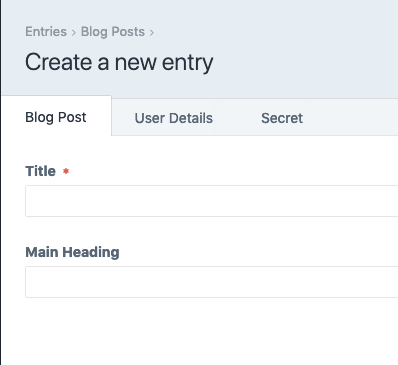 Entries › Blog Posts ›
Create a new entry
Blog Post User Details Secret
Title *
Main Heading